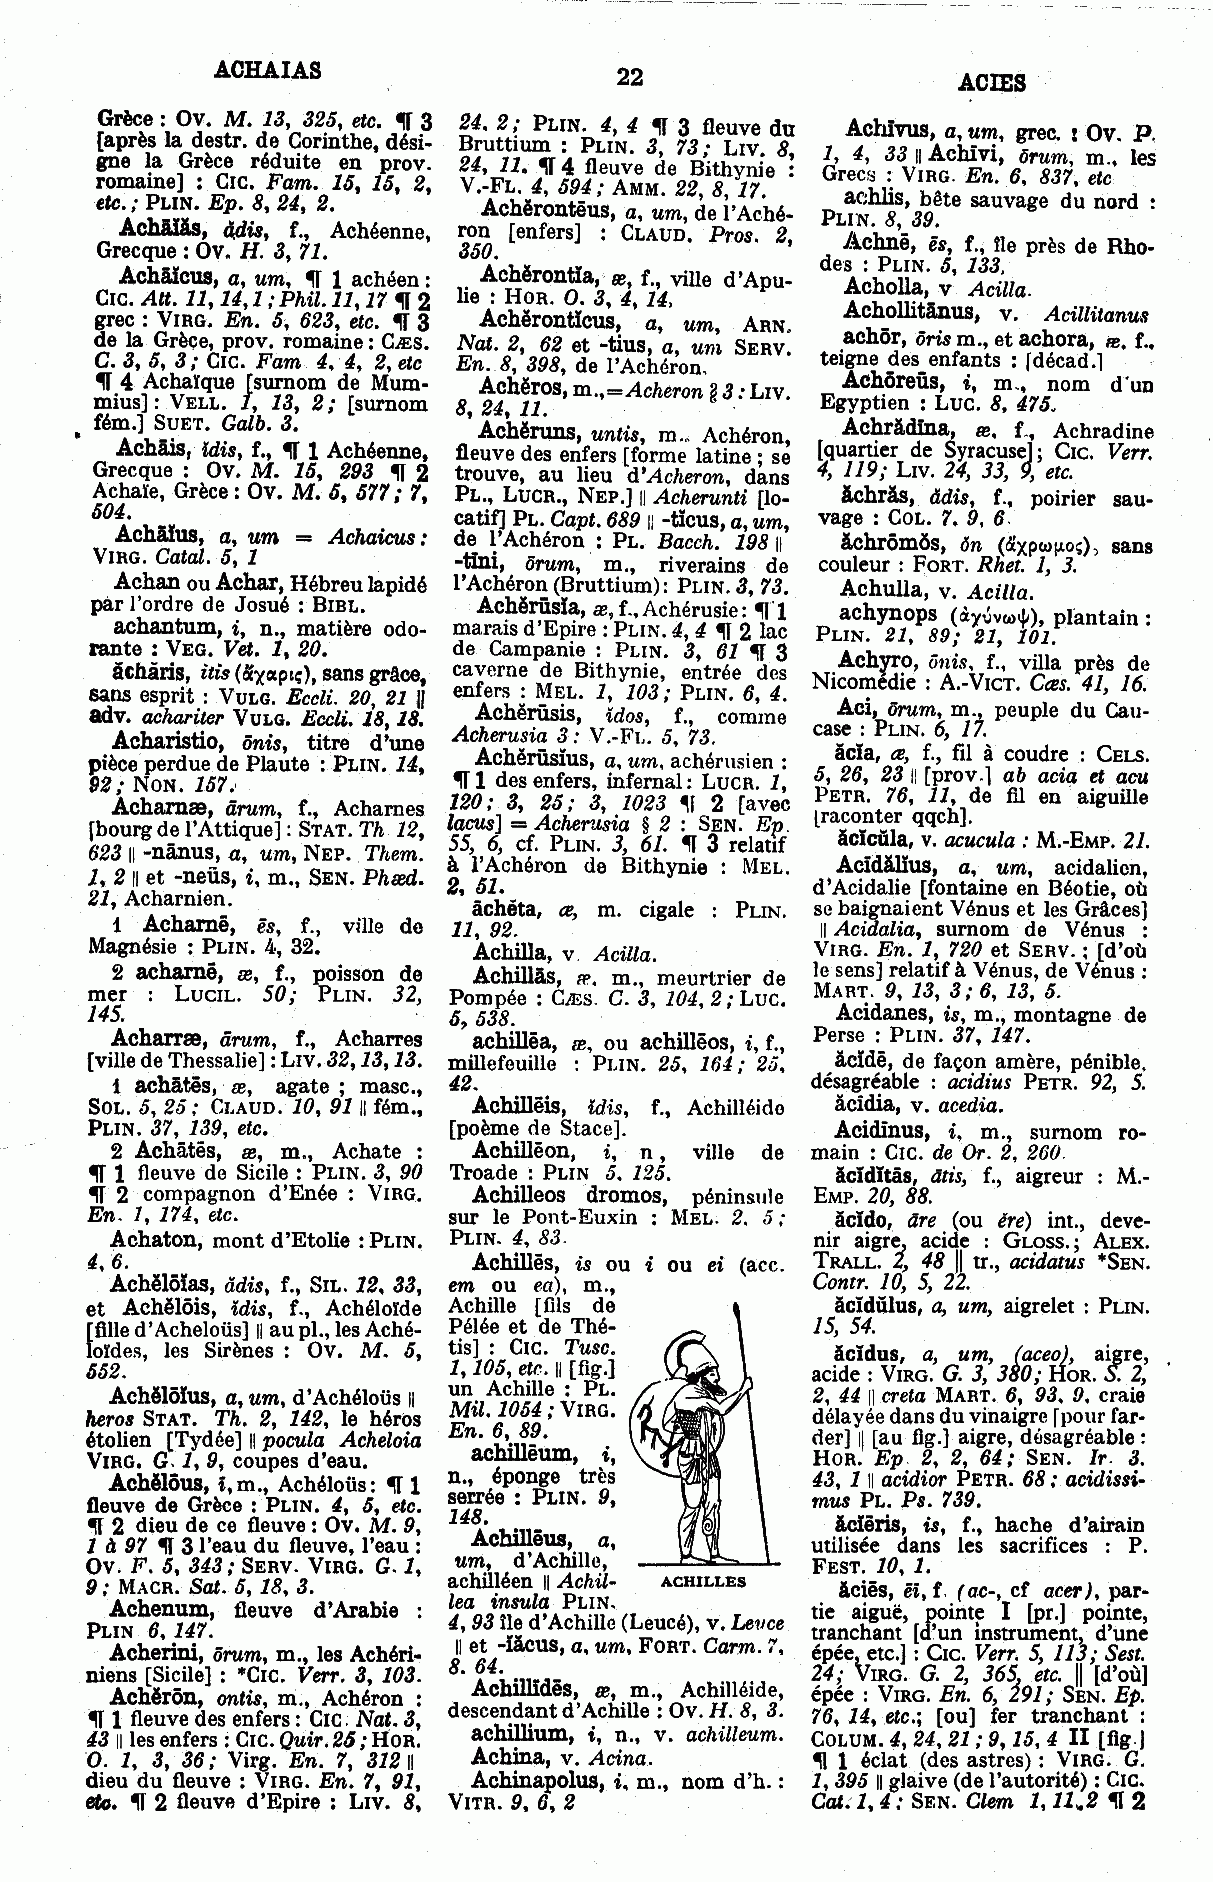 ACHAIAS
22
ACIES
Grèce : Ov. M. 13, 325, etc. ¶ 3
[après la destr. de Corinthe, dési-
gne la Grèce réduite en prov.
romaine] : CIC. Fam. 15, 15, 2,
etc. ; PLIN. Ep. 8, 24, 2.
Achāĭăs, ădis, f., Achéenne,
Grecque : Ov. H. 3, 71.
Achāĭcus, a, um, ¶ 1 achéen :
CIC. Att. 11, 14, 1 ; Phil. 11, 17 ¶ 2
grec : VIRG. En. 5, 623, etc. ¶ 3
de la Grèce, prov. romaine : CÆS.
C. 3, 5, 3 ; CIC. Fam. 4, 4, 2, etc
¶ 4 Achaïque [surnom de Mum-
mius] : VELL. 1, 13, 2 ; [surnom
fém.] SUET. Galb. 3.
Achāis, ĭdis, f., ¶ 1 Achéenne,
Grecque : Ov. M. 15, 293 ¶ 2
Achaïe, Grèce : Ov. M. 5, 577 ; 7,
504.
Achāĭus, a, um = Achaicus :
VIRG. Catal. 5, 1
Achan ou Achar, Hébreu lapidé
par l'ordre de Josué : BIBL.
achantum, i, n., matière odo-
rante : VEG. Vet. 1, 20.
ăchăris, itis (ἄχαρις), sans grâce,
sans esprit : VULG. Eccli. 20, 21 ||
adv. achariter VULG. Eccli. 18, 18.
Acharistio, ōnis, titre d'une
pièce perdue de Plaute : PLIN. 14,
92 ; NON. 157.
Acharnæ, ārum, f., Acharnes
[bourg de l'Attique] : STAT. Th 12,
623 || -nānus, a, um, NEP. Them.
1, 2 || et -neüs, i, m., SEN. Phæd.
21, Acharnien.
1 Acharnē, ēs, f., ville de
Magnésie : PLIN. 4, 32.
2 acharnē, æ, f., poisson de
mer : LUCIL. 50 ; PLIN. 32,
145.
Acharræ, ārum, f., Acharres
[ville de Thessalie] : LIV. 32, 13, 13.
1 achātēs, æ, agate ; masc.,
SOL. 5, 25 ; CLAUD. 10, 91 || fém.,
PLIN. 37, 139, etc.
2 Achātēs, æ, m., Achate :
¶ 1 fleuve de Sicile : PLIN. 3, 90
¶ 2 compagnon d'Enée : VIRG.
En. 1, 174, etc.
Achaton, mont d'Etolie : PLIN.
4, 6.
Achĕlōĭas, ădis, f., SIL. 12, 33,
et Achĕlōis, ĭdis, f., Achéloïde
[fille d'Acheloüs] || au pl., les Aché-
loïdes, les Sirènes : Ov. M. 5,
552.
Achĕlōĭus, a, um, d'Achéloüs ||
heros STAT. Th. 2, 142, le héros
étolien [Tydée] || pocula Acheloia
VIRG. G. 1, 9, coupes d'eau.
Achĕlōus, i, m., Achéloüs : ¶ 1
fleuve de Grèce : PLIN. 4, 5, etc.
¶ 2 dieu de ce fleuve : Ov. M. 9,
1 à 97 ¶ 3 l'eau du fleuve, l'eau :
Ov. F. 5, 343 ; SERV. VIRG. G. 1,
9 ; MACR. Sat. 5, 18, 3.
Achenum, fleuve d'Arabie :
PLIN 6, 147.
Acherini, ōrum, m., les Achéri-
niens [Sicile] : *CIC. Verr. 3, 103.
Achĕrōn, ontis, m., Achéron :
¶ 1 fleuve des enfers : CIC. Nat. 3,
43 || les enfers : CIC. Quir. 25 ; HOR.
O. 1, 3, 36 ; Virg. En. 7, 312 ||
dieu du fleuve : VIRG. En. 7, 91,
etc. ¶ 2 fleuve d'Epire : LIV. 8,
24. 2 ; PLIN. 4, 4 ¶ 3 fleuve du
Bruttium : PLIN. 3, 73 ; LIV. 8,
24, 11. ¶ 4 fleuve de Bithynie :
V.-FL. 4, 594 ; AMM. 22, 8, 17.
Achĕrontēus, a, um, de l'Aché-
ron [enfers] : CLAUD. Pros. 2,
350.
Achĕrontĭa, æ, f., ville d'Apu-
lie : HOR. O. 3, 4, 14.
Achĕrontĭcus, a, um, ARN.
Nat. 2, 62 et -tius, a, um SERV.
En. 8, 398, de l'Achéron.
Achĕros, m., = Acheron § 3 : LIV.
8, 24, 11.
Achĕruns, untis, m., Achéron,
fleuve des enfers [forme latine ; se
trouve, au lieu d'Acheron, dans
PL., LUCR., NEP.] || Acherunti [lo-
catif] PL. Capt. 689 || -tĭcus, a, um,
de l'Achéron : PL. Bacch. 198 ||
-tīni, ōrum, m., riverains de
l'Achéron (Bruttium) : PLIN. 3, 73.
Achĕrūsĭa, æ, f., Achérusie : ¶ 1
marais d'Epire : PLIN. 4, 4 ¶ 2 lac
de Campanie : PLIN. 3, 61 ¶ 3
caverne de Bithynie, entrée des
enfers : MEL. 1, 103 ; PLIN. 6, 4.
Achĕrūsis, ĭdos, f., comme
Acherusia 3 : V.-FL. 5, 73.
Achĕrūsĭus, a, um, achérusien :
¶ 1 des enfers, infernal : LUCR. 1,
120 ; 3, 25 ; 3, 1023 ¶ 2 [avec
lacus] = Acherusia § 2 : SEN. Ep.
55, 6, cf. PLIN. 3, 61. ¶ 3 relatif
à l'Achéron de Bithynie : MEL.
2, 51.
ăchēta, æ, m. cigale : PLIN.
11, 92.
Achilla, v. Acilla.
Achillās, æ. m., meurtrier de
Pompée : CÆS. C. 3, 104, 2 ; LUC.
5, 538.
achillēa, æ, ou achillēos, i, f.,
millefeuille : PLIN. 25, 164 ; 25,
42.
Achillēis, ĭdis, f., Achilléide
[poème de Stace].
Achillēon, i, n, ville de
Troade : PLIN 5, 125.
Achilleos dromos, péninsule
sur le Pont-Euxin : MEL. 2. 5 ;
PLIN. 4, 83.
Achillēs, is ou i ou ei (acc.
em ou ea), m.,
Achille [fils de
Pélée et de Thé-
tis] : CIC. Tusc.
1, 105, etc. || [fig.]
un Achille : PL.
Mil. 1054 ; VIRG.
En. 6, 89.
achillēum, i,
n., éponge très
serrée : PLIN. 9,
148.
Achillēus, a,
um, d'Achille,
achilléen || Achil-
lea insula PLIN.
4, 93 île d'Achille (Leucé), v. Leuce
|| et -lĭăcus, a, um, FORT. Carm. 7,
8. 64.
Achillīdēs, æ, m., Achilléide,
descendant d'Achille : Ov. H. 8, 3.
achillium, i, n., v. achilleum.
Achina, v. Acina.
Achinapolus, i, m., nom d'h. :
VITR. 9, 6, 2
ACHILLES
Achīvus, a, um, grec. : Ov. P.
1, 4, 33 || Achīvi, ōrum, m., les
Grecs : VIRG. En. 6, 837, etc
achlis, bête sauvage du nord :
PLIN. 8, 39.
Achnē, ēs, f., île près de Rho-
des : PLIN. 5, 133.
Acholla, v Acilla.
Achollitānus, v. Acillitanus
achōr, ōris m., et achora, æ. f.,
teigne des enfants : [décad.]
Achōreūs, i, m., nom d'un
Egyptien : LUC. 8, 475.
Achrădīna, æ, f., Achradine
[quartier de Syracuse] ; CIC. Verr.
4, 119 ; LIV. 24, 33, 9, etc.
ăchrăs, ădis, f., poirier sau-
vage : COL. 7, 9, 6.
ăchrōmŏs, ŏn (ἄχρωμος), sans
couleur : FORT. Rhet. 1, 3.
Achulla, v. Acilla.
achynops (ἀχύνωψ), plantain :
PLIN. 21, 89 ; 21, 101.
Achyro, ōnis, f., villa près de
Nicomédie : A.-VICT. Cæs. 41, 16.
Aci, ōrum, m., peuple du Cau-
case : PLIN. 6, 17.
ăcĭa, æ, f., fil à coudre : CELS.
5, 26, 23 || [prov.] ab acia et acu
PETR. 76, 11, de fil en aiguille
[raconter qqch].
ăcĭcŭla, v. acucula : M.-EMP. 21.
Acīdălĭus, a, um, acidalien,
d'Acidalie [fontaine en Béotie, où
se baignaient Vénus et les Grâces]
|| Acidalia, surnom de Vénus :
VIRG. En. 1, 720 et SERV. ; [d'où
le sens] relatif à Vénus, de Vénus :
MART. 9, 13, 3 ; 6, 13, 5.
Acidanes, is, m., montagne de
Perse : PLIN. 37, 147.
ăcĭdē, de façon amère, pénible,
désagréable : acidius PETR. 92, 5.
ăcīdia, v. acedia.
Acidīnus, i, m., surnom ro-
main : CIC. de Or. 2, 260.
ăcĭdĭtās, ātis, f., aigreur : M.-
EMP. 20, 88.
ăcĭdo, āre (ou ĕre) int., deve-
nir aigre, acide : GLOSS. ; ALEX.
TRALL. 2, 48 || tr., acidatus *SEN.
Contr. 10, 5, 22.
ăcĭdŭlus, a, um, aigrelet : PLIN.
15, 54.
ăcĭdus, a, um, (aceo), aigre,
acide : VIRG. G. 3, 380 ; HOR. S. 2,
2, 44 || creta MART. 6, 93, 9, craie
délayée dans du vinaigre [pour far-
der] || [au fig.] aigre, désagréable :
HOR. Ep. 2, 2, 64 ; SEN. Ir. 3.
43, 1 || acidior PETR. 68 ; acidissi-
mus PL. Ps. 739.
ăcĭēris, is, f., hache d'airain
utilisée dans les sacrifices : P.
FEST. 10, 1.
ăciēs, ēī, f. (ac-, cf acer), par-
tie aiguë, pointe I [pr.] pointe,
tranchant [d'un instrument, d'une
épée, etc.] : CIC. Verr. 5, 113 ; Sest.
24 ; VIRG. G. 2, 365, etc. || [d'où]
épée : VIRG. En. 6, 291 ; SEN. Ep.
76, 14, etc.; [ou] fer tranchant :
COLUM. 4, 24, 21 ; 9, 15, 4 II [fig.]
¶ 1 éclat (des astres) : VIRG. G.
1, 395 || glaive (de l'autorité) : CIC.
Cat. 1, 4 ; SEN. Clem 1, 11, 2 ¶ 2